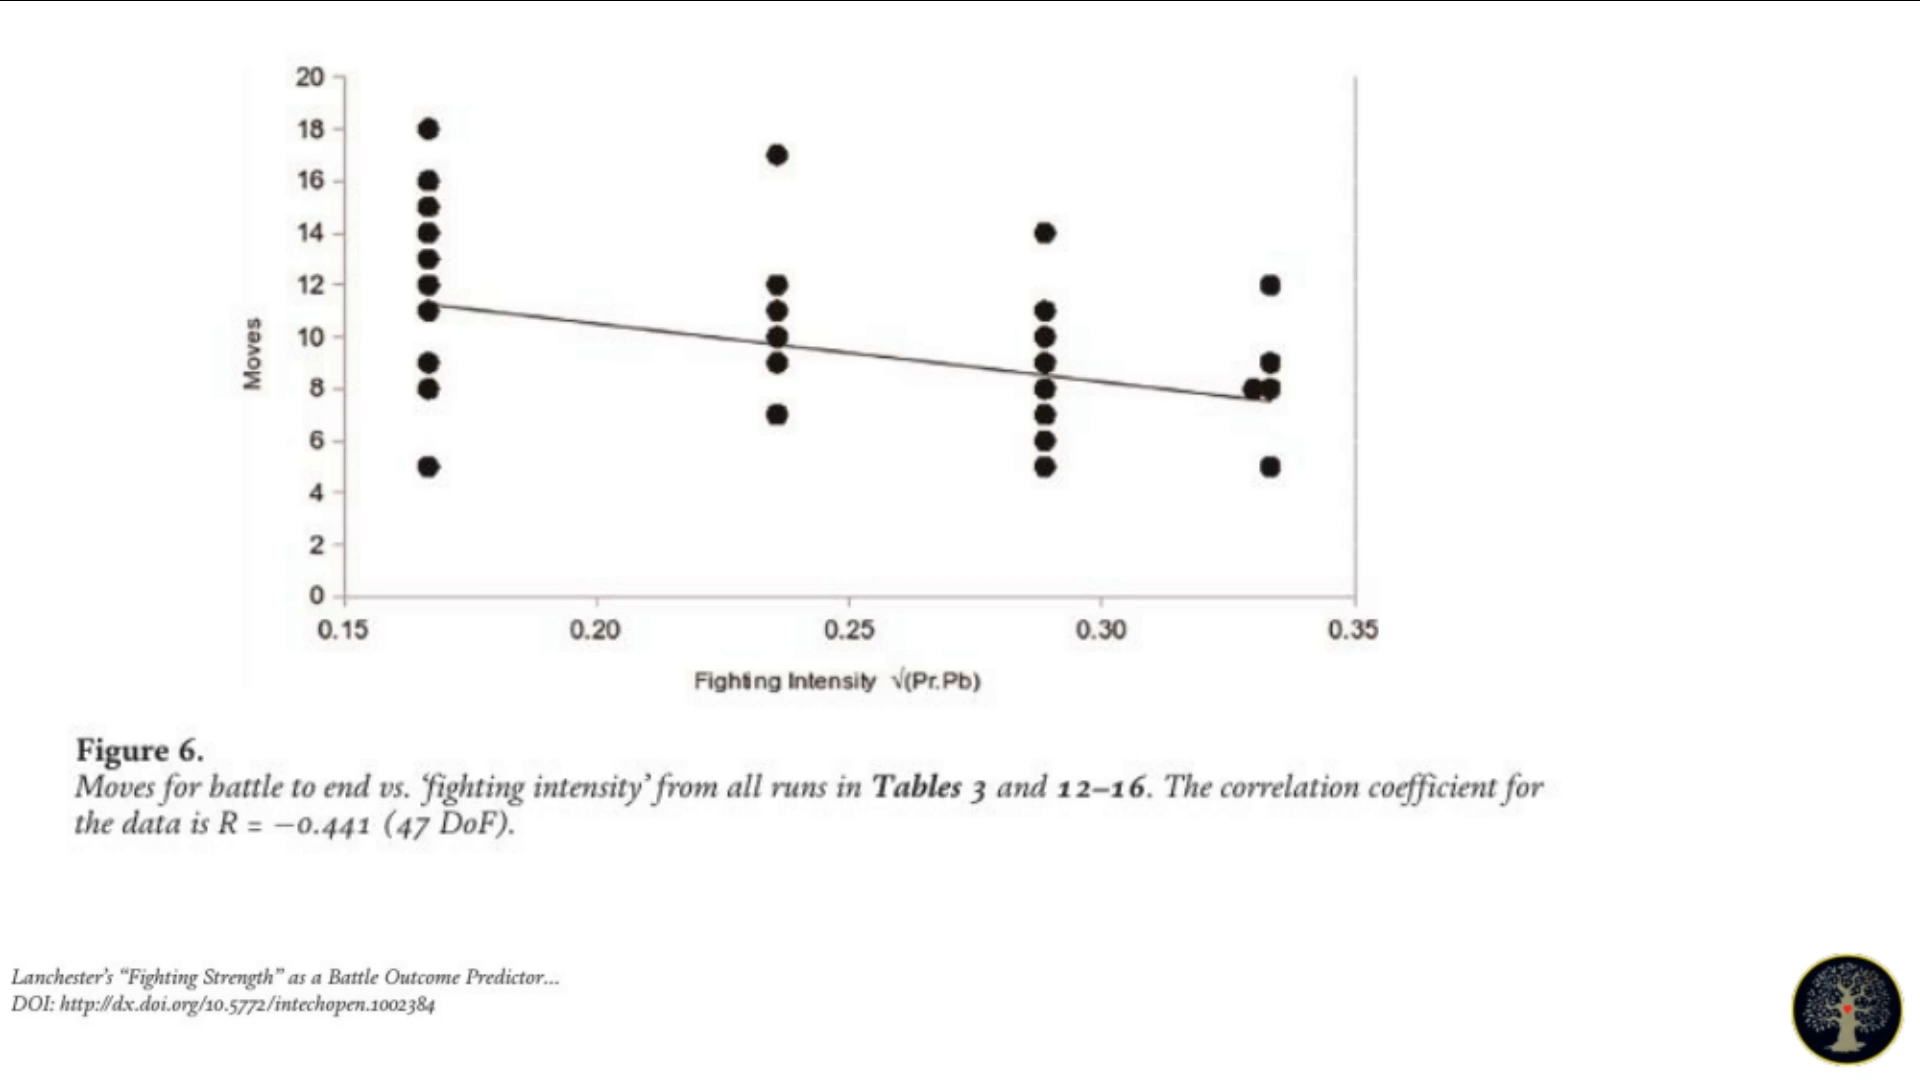 20
18
16
14
12
10
8
6
4
2
0
Moves
0.15 0.20 0.25 0.30 0.35
Fighting Intensity √(Pr.Pb)
Figure 6.
Moves for battle to end vs. ‘fighting intensity’ from all runs in Tables 3 and 12–16. The correlation coefficient for
the data is R = −0.441 (47 DoF).
Lanchester’s “Fighting Strength” as a Battle Outcome Predictor...
DOI: http://dx.doi.org/10.5772/intechopen.1002384